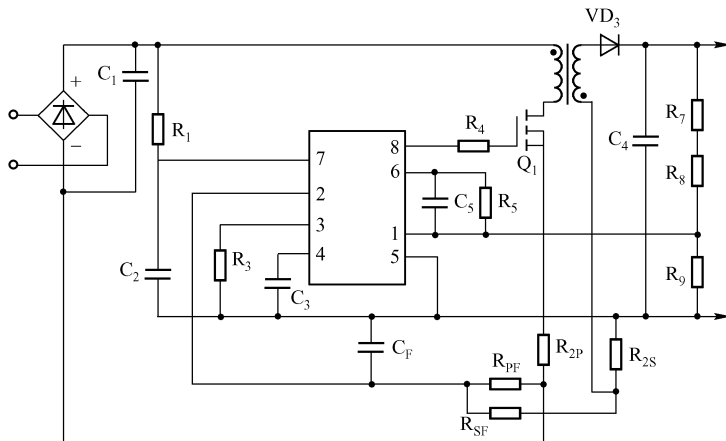 VD3
+
C1
R1
−
R7
R4
C4
8
7
Q1
6
R8
2
C5
R5
3
1
R3
4
5
C2
C3
R9
CF
R2P
R2S
RPF
RSF